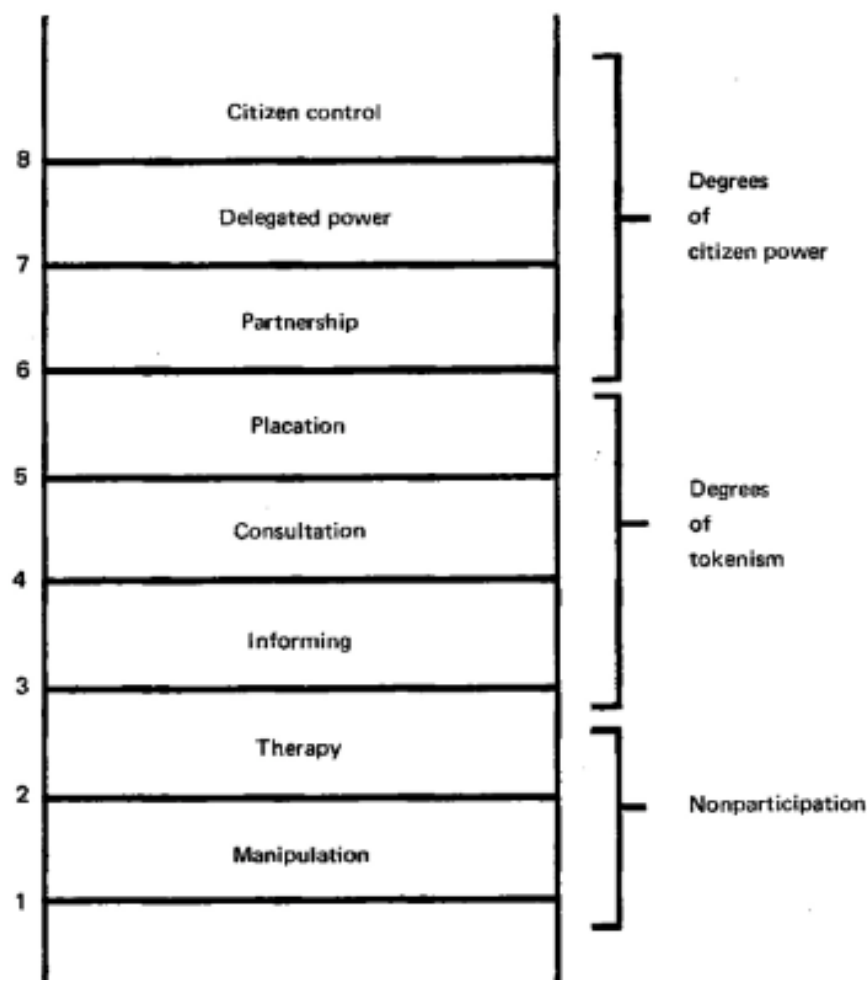 Citizen control
8
Delegated power
7
Partnership
6
Placation
5
Consultation
4
Informing
3
Therapy
2
Manipulation
1
Degrees
of
citizen power
Degrees
of
tokenism
Nonparticipation